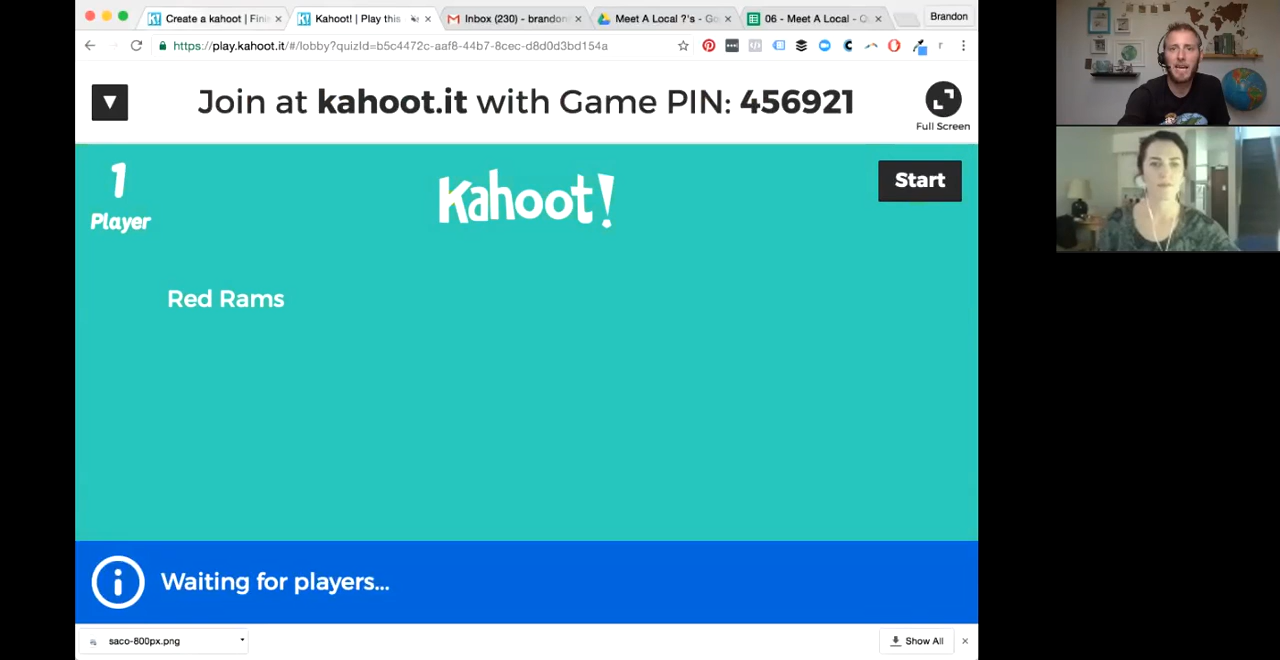 Create a kahoot | Fini
Kahoot! | Play this
Inbox (230) - brandon
Meet A Local ?'s - Go
06 - Meet A Local - Q
Brandon
https://play.kahoot.it/#/lobby?quizId=b5c4472c-aaf8-44b7-8cec-d8d0d3bd154a
Join at kahoot.it with Game PIN: 456921
Full Screen
1
Player
Kahoot!
Start
Red Rams
Waiting for players...
saco-800px.png
Show All